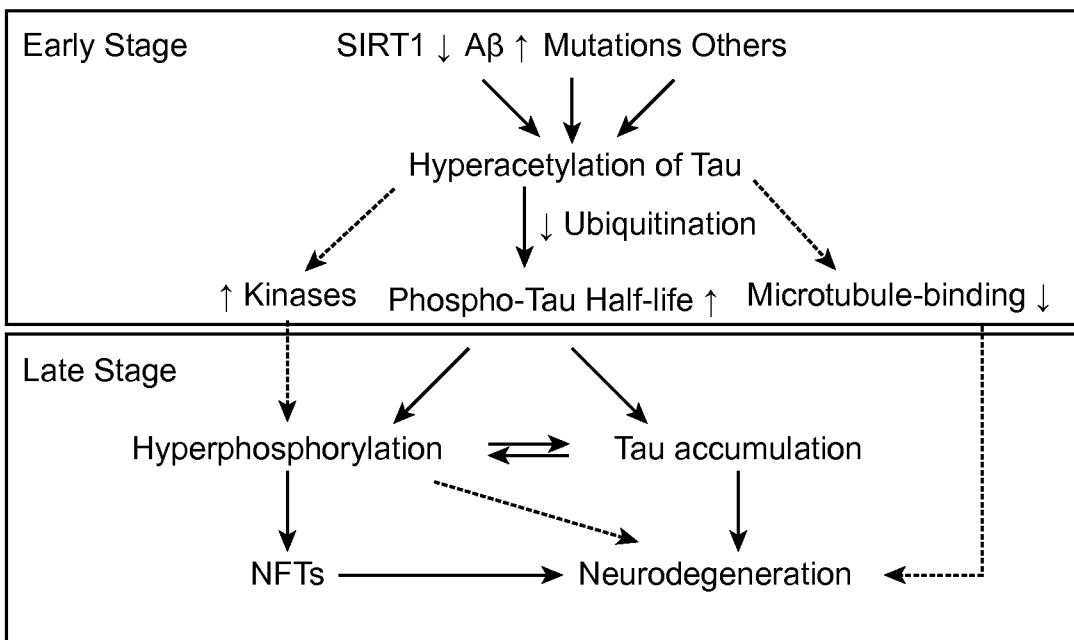 Early Stage
SIRT1 ↓ Aβ ↑ Mutations Others
Hyperacetylation of Tau
↓ Ubiquitination
↑ Kinases
Phospho-Tau Half-life ↑
Microtubule-binding ↓
Late Stage
Hyperphosphorylation
Tau accumulation
NFTs
Neurodegeneration